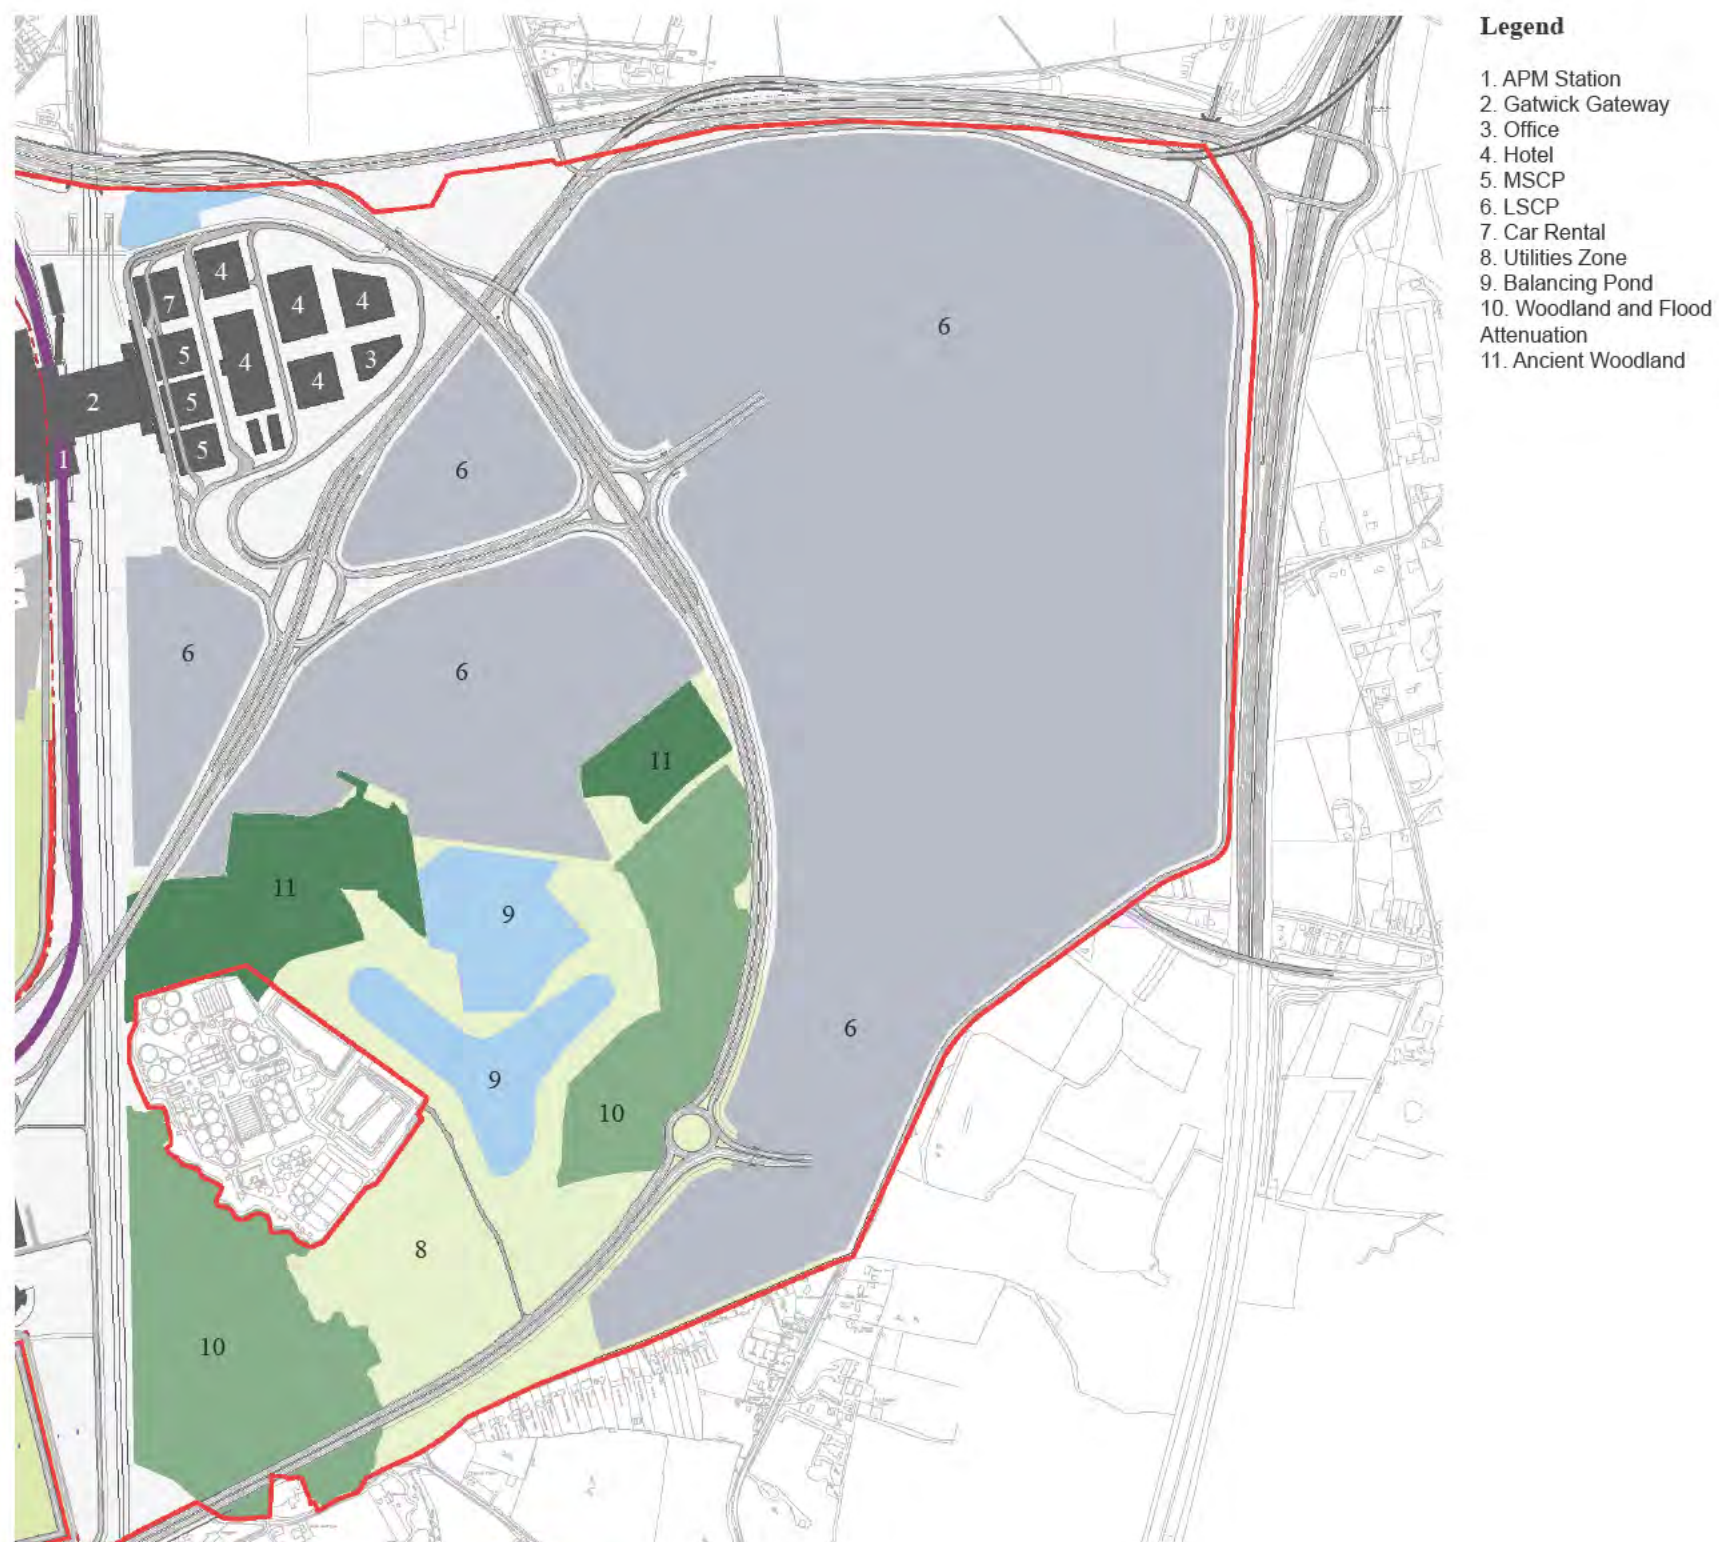 Legend
1. APM Station
2. Gatwick Gateway
3. Office
4. Hotel
5. MSCP
6. LSCP
7. Car Rental
8. Utilities Zone
9. Balancing Pond
10. Woodland and Flood
Attenuation
11. Ancient Woodland
4
7
4
4
6
5
4
3
4
2
5
5
1
6
6
6
11
11
9
6
9
10
8
10